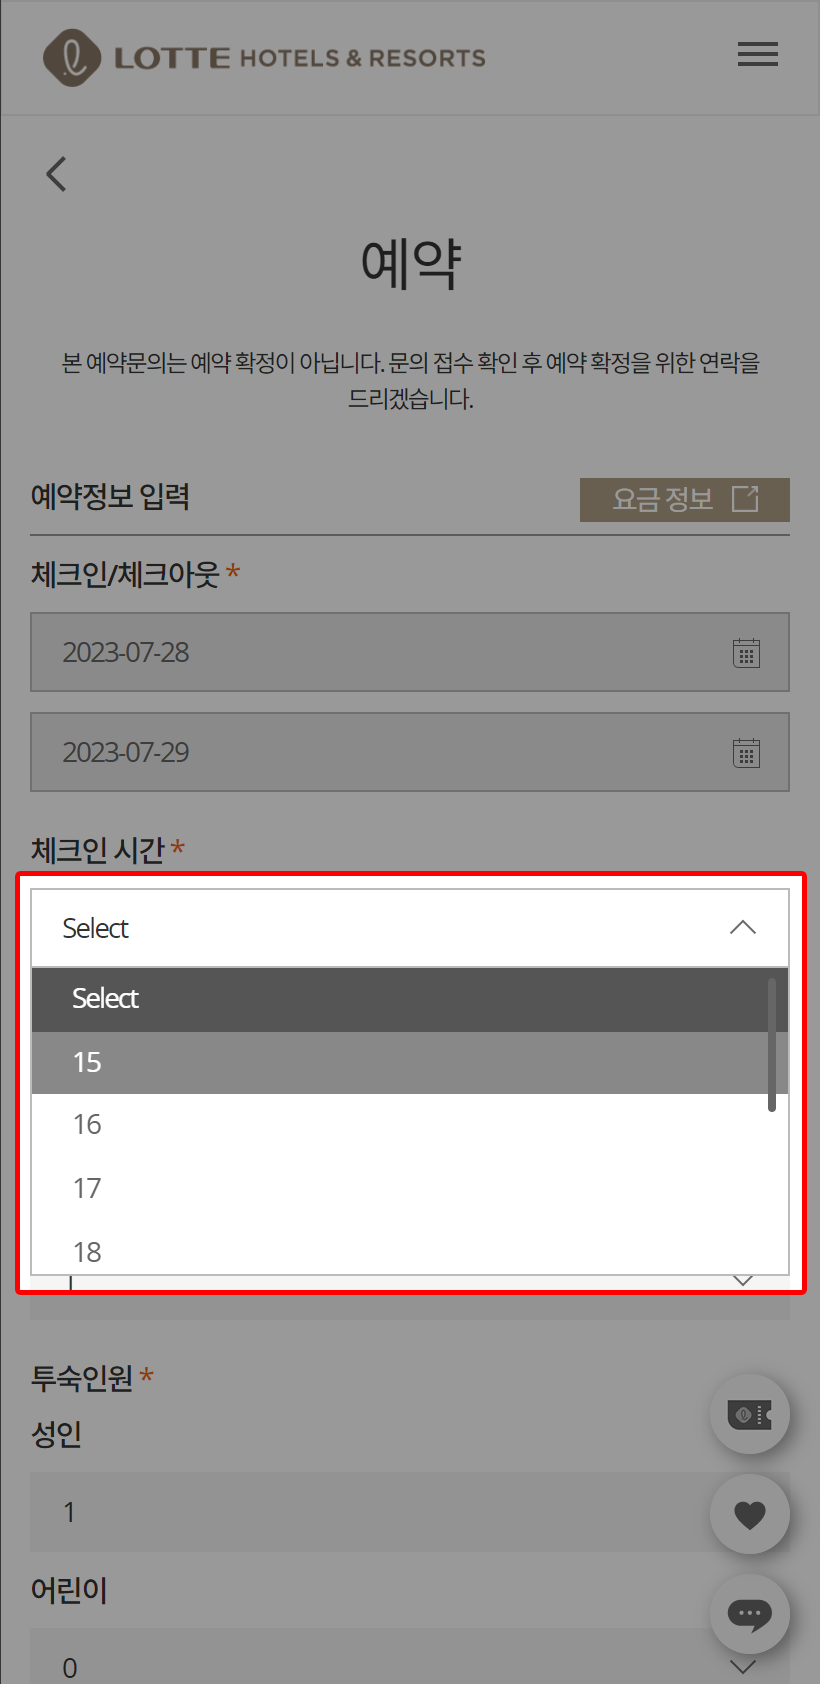 LOTTE HOTELS & RESORTS
예약
본 예약문의는 예약 확정이 아닙니다. 문의 접수 확인 후 예약 확정을 위한 연락을
드리겠습니다.
예약정보 입력
요금 정보
체크인/체크아웃 *
2023-07-28
2023-07-29
체크인 시간 *
Select
Select
15
16
17
18
투숙인원 *
성인
1
어린이
0